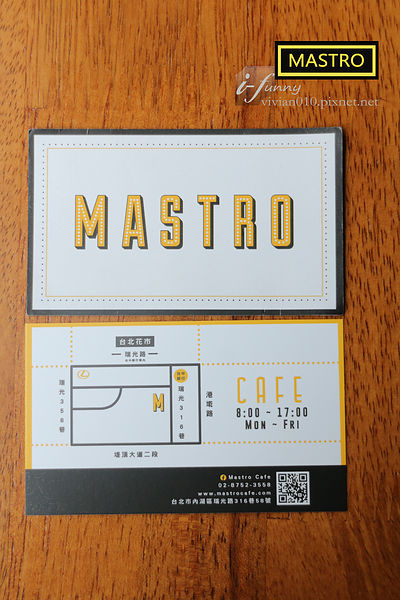 MASTRO
i-funny
vivian010.pixnet.net
MASTRO
台北花市
瑞光路
瑞光358巷
瑞光316巷
港墘路
M
堤頂大道二段
CAFE
8:00 ~ 17:00
MON ~ FRI
Mastro Cafe
02-8752-3558
www.mastrocafe.com
台北市內湖區瑞光路316巷58號